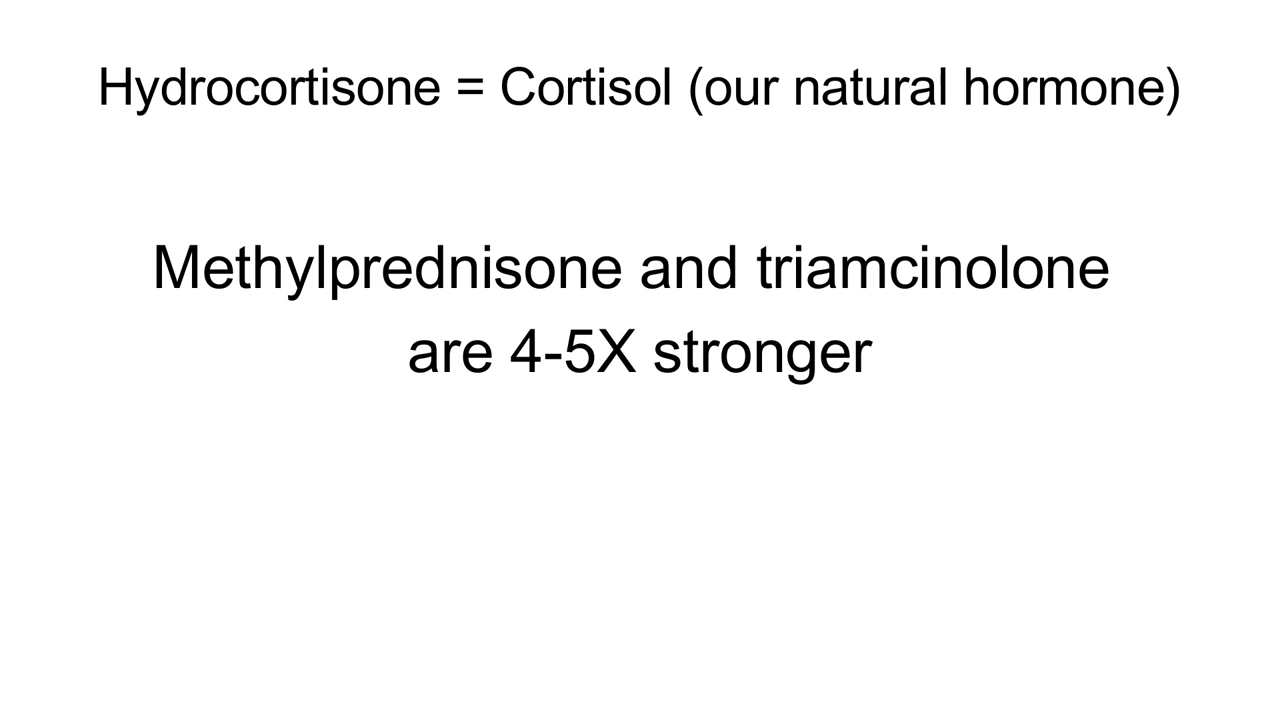 Hydrocortisone = Cortisol (our natural hormone)
Methylprednisone and triamcinolone
are 4-5X stronger